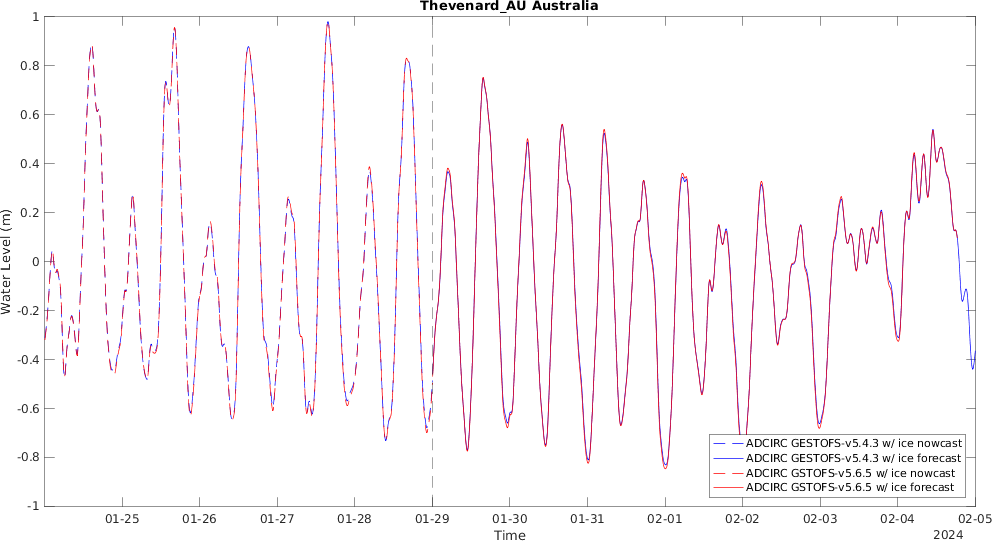 Thevenard_AU Australia
Water Level (m)
1
0.8
0.6
0.4
0.2
0
-0.2
-0.4
-0.6
-0.8
-1
ADCIRC GESTOFS-v5.4.3 w/ ice nowcast
ADCIRC GESTOFS-v5.4.3 w/ ice forecast
ADCIRC GSTOFS-v5.6.5 w/ ice nowcast
ADCIRC GSTOFS-v5.6.5 w/ ice forecast
01-25 01-26 01-27 01-28 01-29 01-30 01-31 02-01 02-02 02-03 02-04 02-05
Time
2024